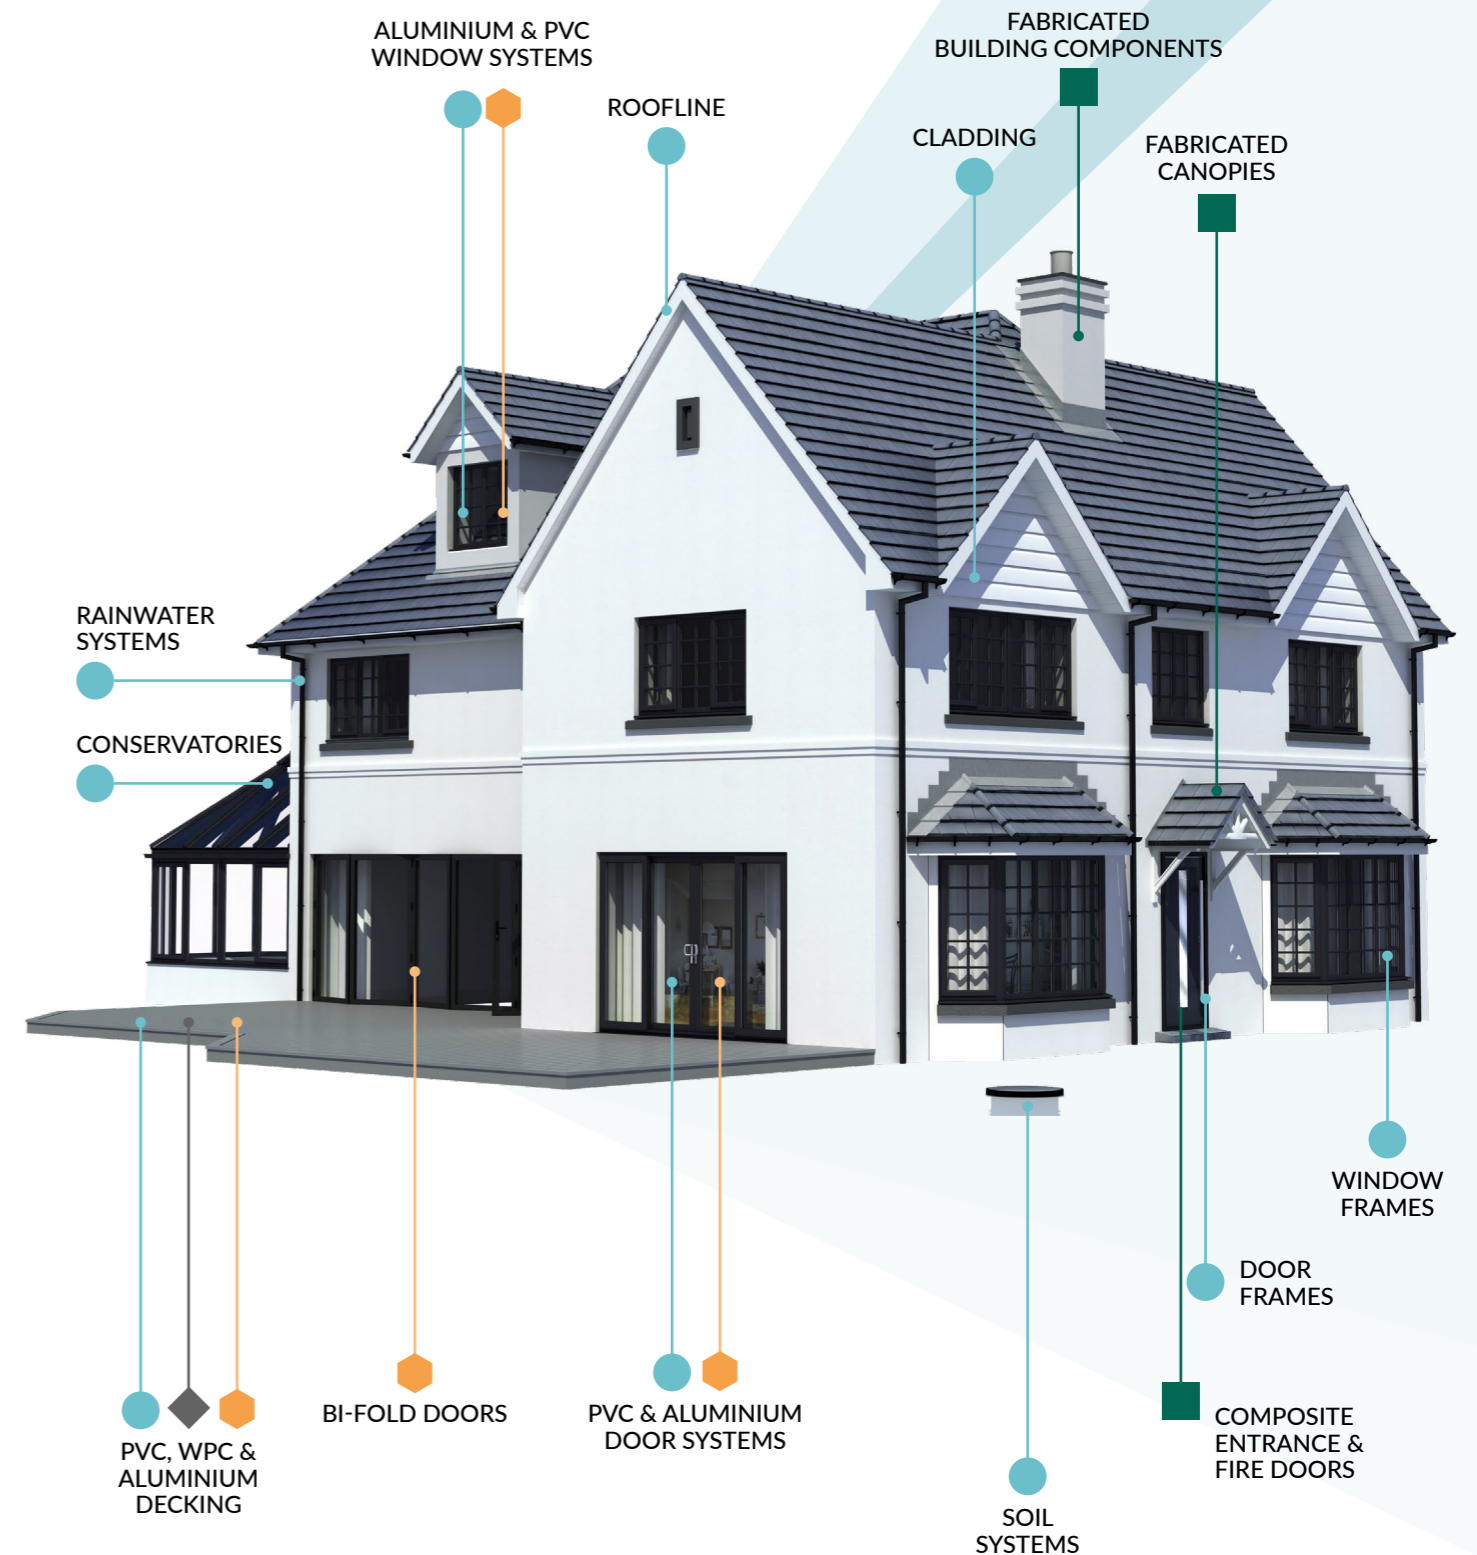 ALUMINIUM & PVC
WINDOW SYSTEMS
FABRICATED
BUILDING COMPONENTS
ROOFLINE
CLADDING
FABRICATED
CANOPIES
RAINWATER
SYSTEMS
CONSERVATORIES
WINDOW
FRAMES
DOOR
FRAMES
BI-FOLD DOORS
PVC & ALUMINIUM
DOOR SYSTEMS
COMPOSITE
ENTRANCE &
FIRE DOORS
PVC, WPC &
ALUMINIUM
DECKING
SOIL
SYSTEMS